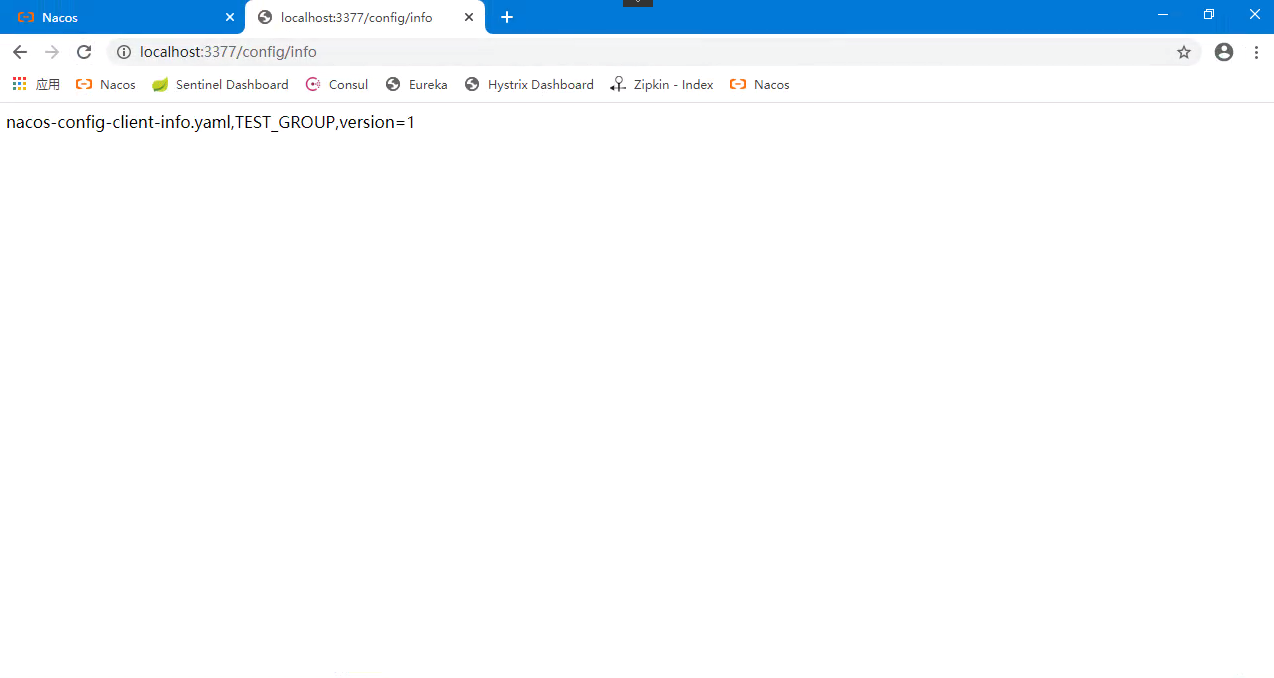 Nacos
localhost:3377/config/info
localhost:3377/config/info
应用 Nacos Sentinel Dashboard Consul Eureka Hystrix Dashboard Zipkin - Index Nacos
nacos-config-client-info.yaml,TEST_GROUP,version=1